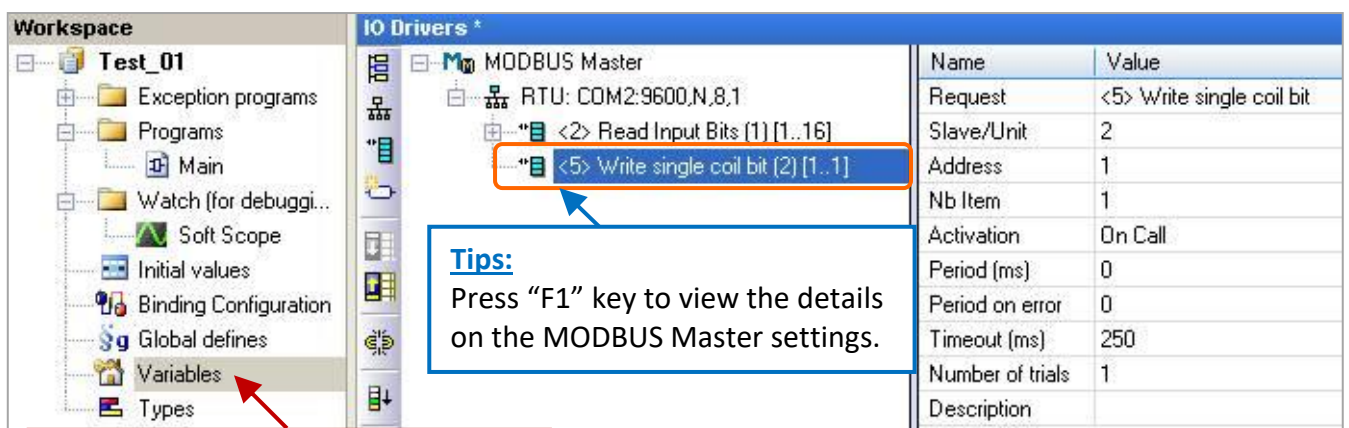 Workspace
Test_01
Exception programs
Programs
Main
Watch (for debuggi...
Soft Scope
Initial values
Binding Configuration
Global defines
Variables
Types
IO Drivers *
MODBUS Master
RTU: COM2:9600,N,8,1
<2> Read Input Bits (1) [1..16]
<5> Write single coil bit (2) [1..1]
Tips:
Press “F1” key to view the details
on the MODBUS Master settings.
Name Value
Request <5> Write single coil bit
Slave/Unit 2
Address 1
Nb Item 1
Activation On Call
Period (ms) 0
Period on error 0
Timeout (ms) 250
Number of trials 1
Description